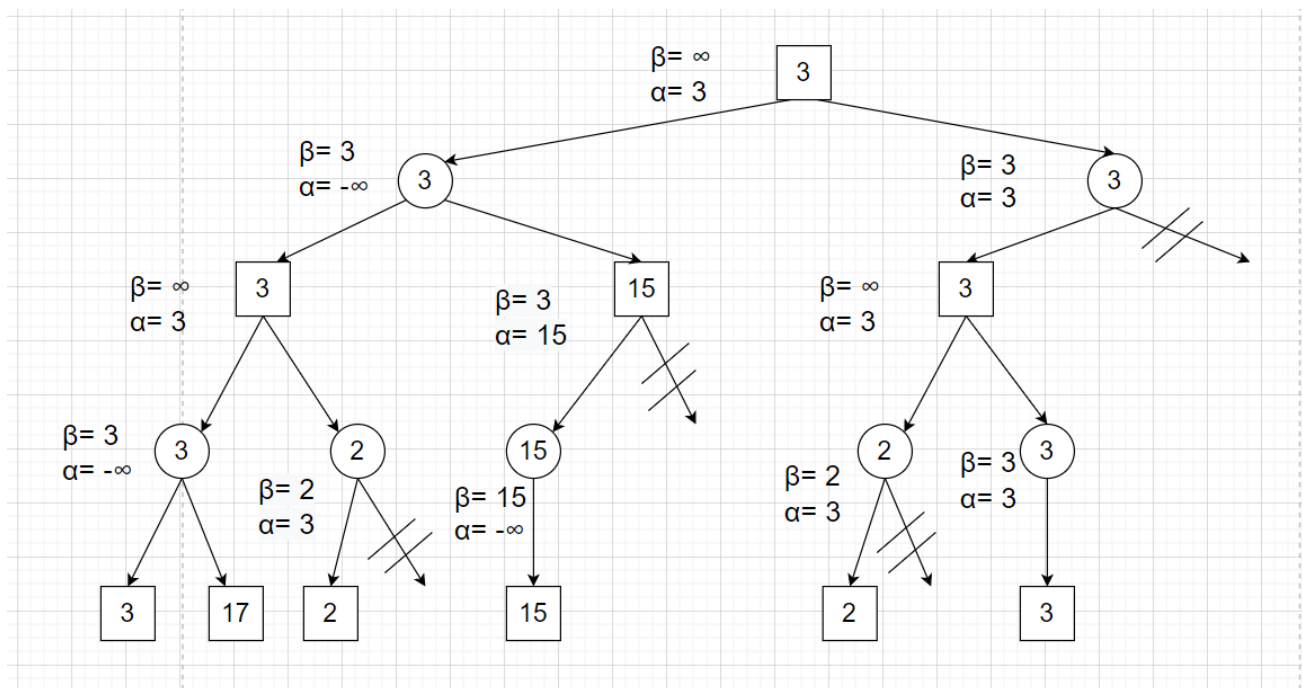 β= ∞
α= 3
3
β= 3
α= -∞
3
β= 3
α= 3
3
β= ∞
α= 3
3
β= 3
α= 15
15
β= ∞
α= 3
3
β= 3
α= -∞
3
2
β= 2
α= 3
15
β= 15
α= -∞
2
β= 2
α= 3
β= 3
α= 3
3
3
17
2
15
2
3